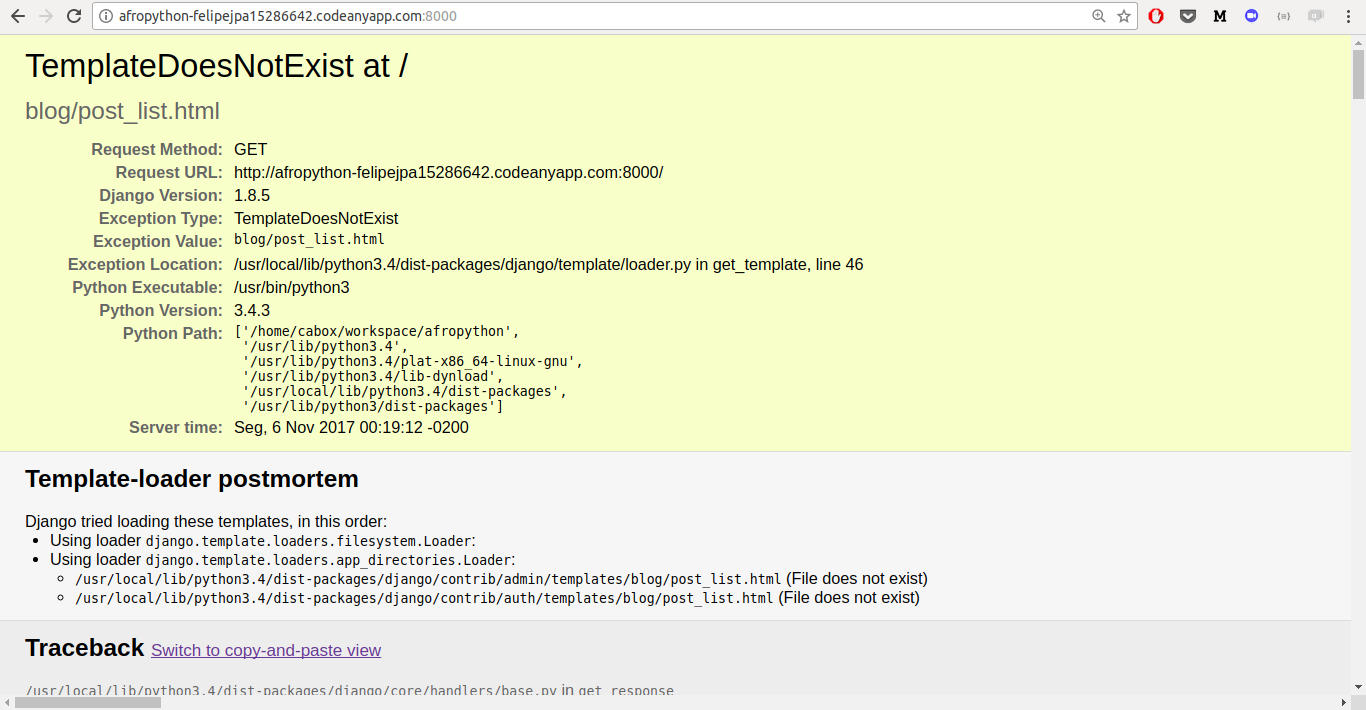 afropython-felipejpa15286642.codeanyapp.com:8000
TemplateDoesNotExist at /
blog/post_list.html
Request Method: GET
Request URL: http://afropython-felipejpa15286642.codeanyapp.com:8000/
Django Version: 1.8.5
Exception Type: TemplateDoesNotExist
Exception Value: blog/post_list.html
Exception Location: /usr/local/lib/python3.4/dist-packages/django/template/loader.py in get_template, line 46
Python Executable: /usr/bin/python3
Python Version: 3.4.3
Python Path: ['/home/cabox/workspace/afropython',
'/usr/lib/python3.4',
'/usr/lib/python3.4/plat-x86_64-linux-gnu',
'/usr/lib/python3.4/lib-dynload',
'/usr/local/lib/python3.4/dist-packages',
'/usr/lib/python3/dist-packages']
Server time: Seg, 6 Nov 2017 00:19:12 -0200
Template-loader postmortem
Django tried loading these templates, in this order:
Using loader django.template.loaders.filesystem.Loader:
Using loader django.template.loaders.app_directories.Loader:
/usr/local/lib/python3.4/dist-packages/django/contrib/admin/templates/blog/post_list.html (File does not exist)
/usr/local/lib/python3.4/dist-packages/django/contrib/auth/templates/blog/post_list.html (File does not exist)
Traceback Switch to copy-and-paste view
/usr/local/lib/python3.4/dist-packages/django/core/handlers/base.py in get_response